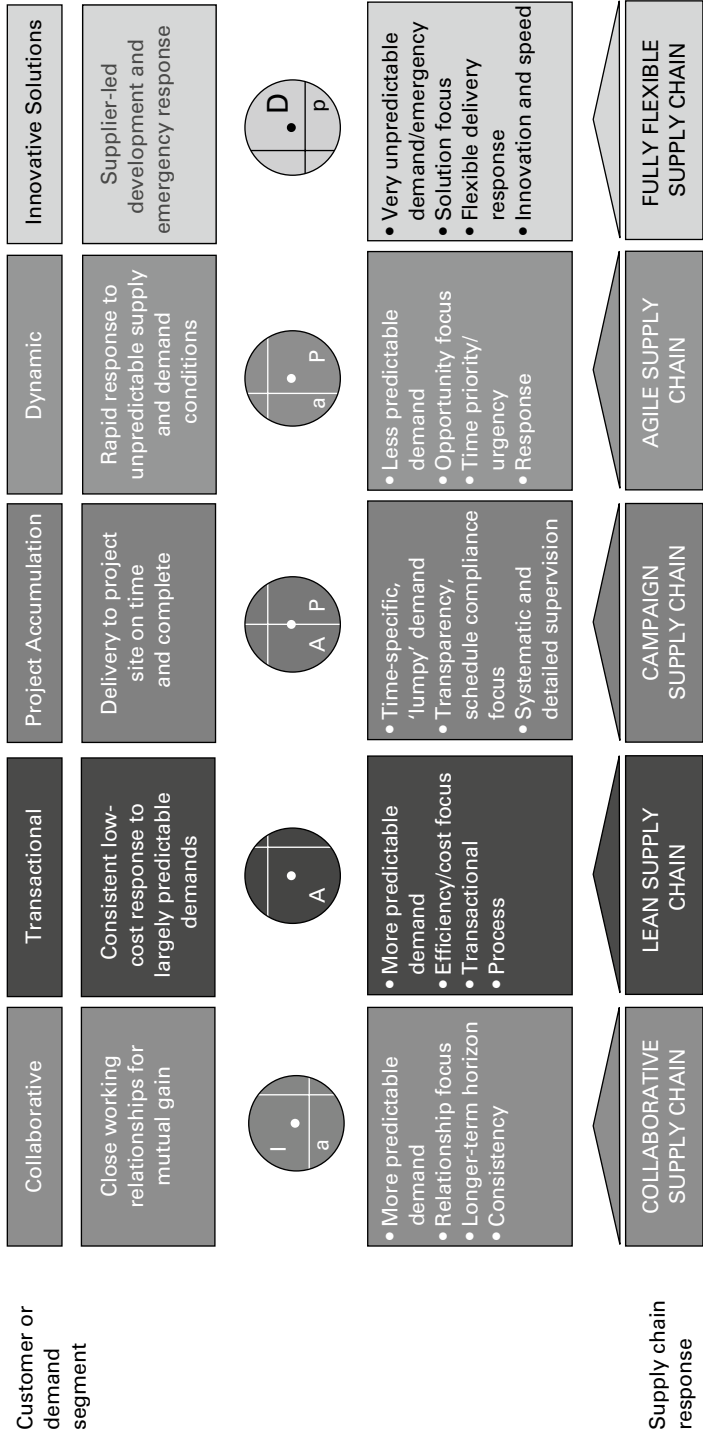 Customer or
demand
segment
Collaborative
Transactional
Project Accumulation
Dynamic
Innovative Solutions
Close working
relationships for
mutual gain
Consistent low-
cost response to
largely predictable
demands
Delivery to project
site on time
and complete
Rapid response to
unpredictable supply
and demand
conditions
Supplier-led
development and
emergency response
I
a
A
A P
a P
D
p
• More predictable
demand
• Relationship focus
• Longer-term horizon
• Consistency
• More predictable
demand
• Efficiency/cost focus
• Transactional
• Process
• Time-specific,
‘lumpy’ demand
• Transparency,
schedule compliance
focus
• Systematic and
detailed supervision
• Less predictable
demand
• Opportunity focus
• Time priority/
urgency
• Response
• Very unpredictable
demand/emergency
• Solution focus
• Flexible delivery
response
• Innovation and speed
Supply chain
response
COLLABORATIVE
SUPPLY CHAIN
LEAN SUPPLY
CHAIN
CAMPAIGN
SUPPLY CHAIN
AGILE SUPPLY
CHAIN
FULLY FLEXIBLE
SUPPLY CHAIN